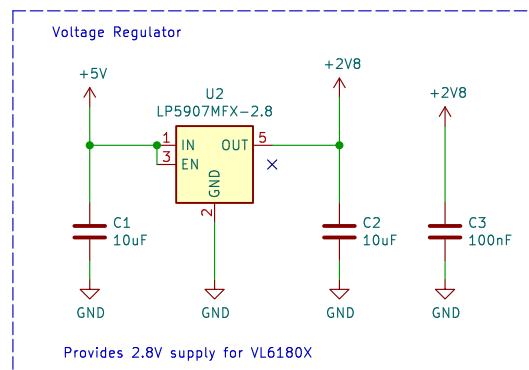 Voltage Regulator
+5V
U2
LP5907MFX-2.8
+2V8
+2V8
1 IN OUT 5
3 EN
GND
2
C1
10uF
C2
10uF
C3
100nF
GND
GND
GND
GND
Provides 2.8V supply for VL6180X